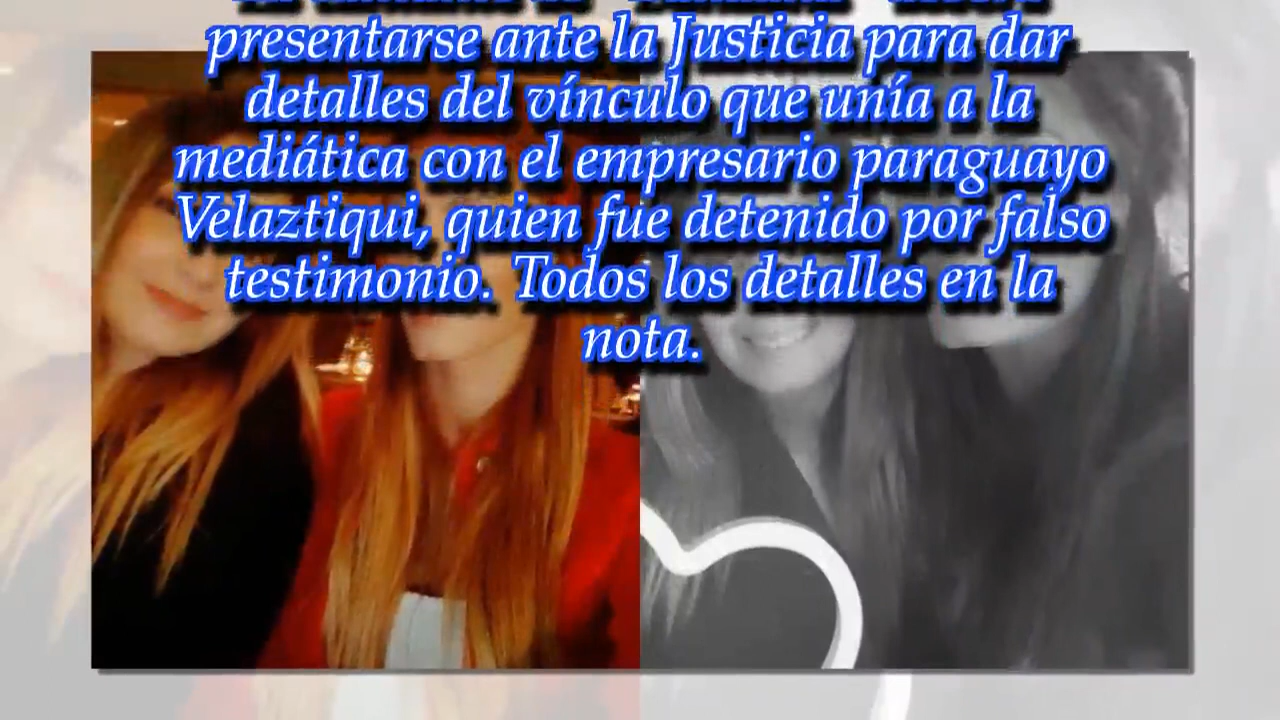 presentarse ante la Justicia para dar
detalles del vínculo que unía a la
mediática con el empresario paraguayo
Velaztiqui, quien fue detenido por falso
testimonio. Todos los detalles en la
nota.